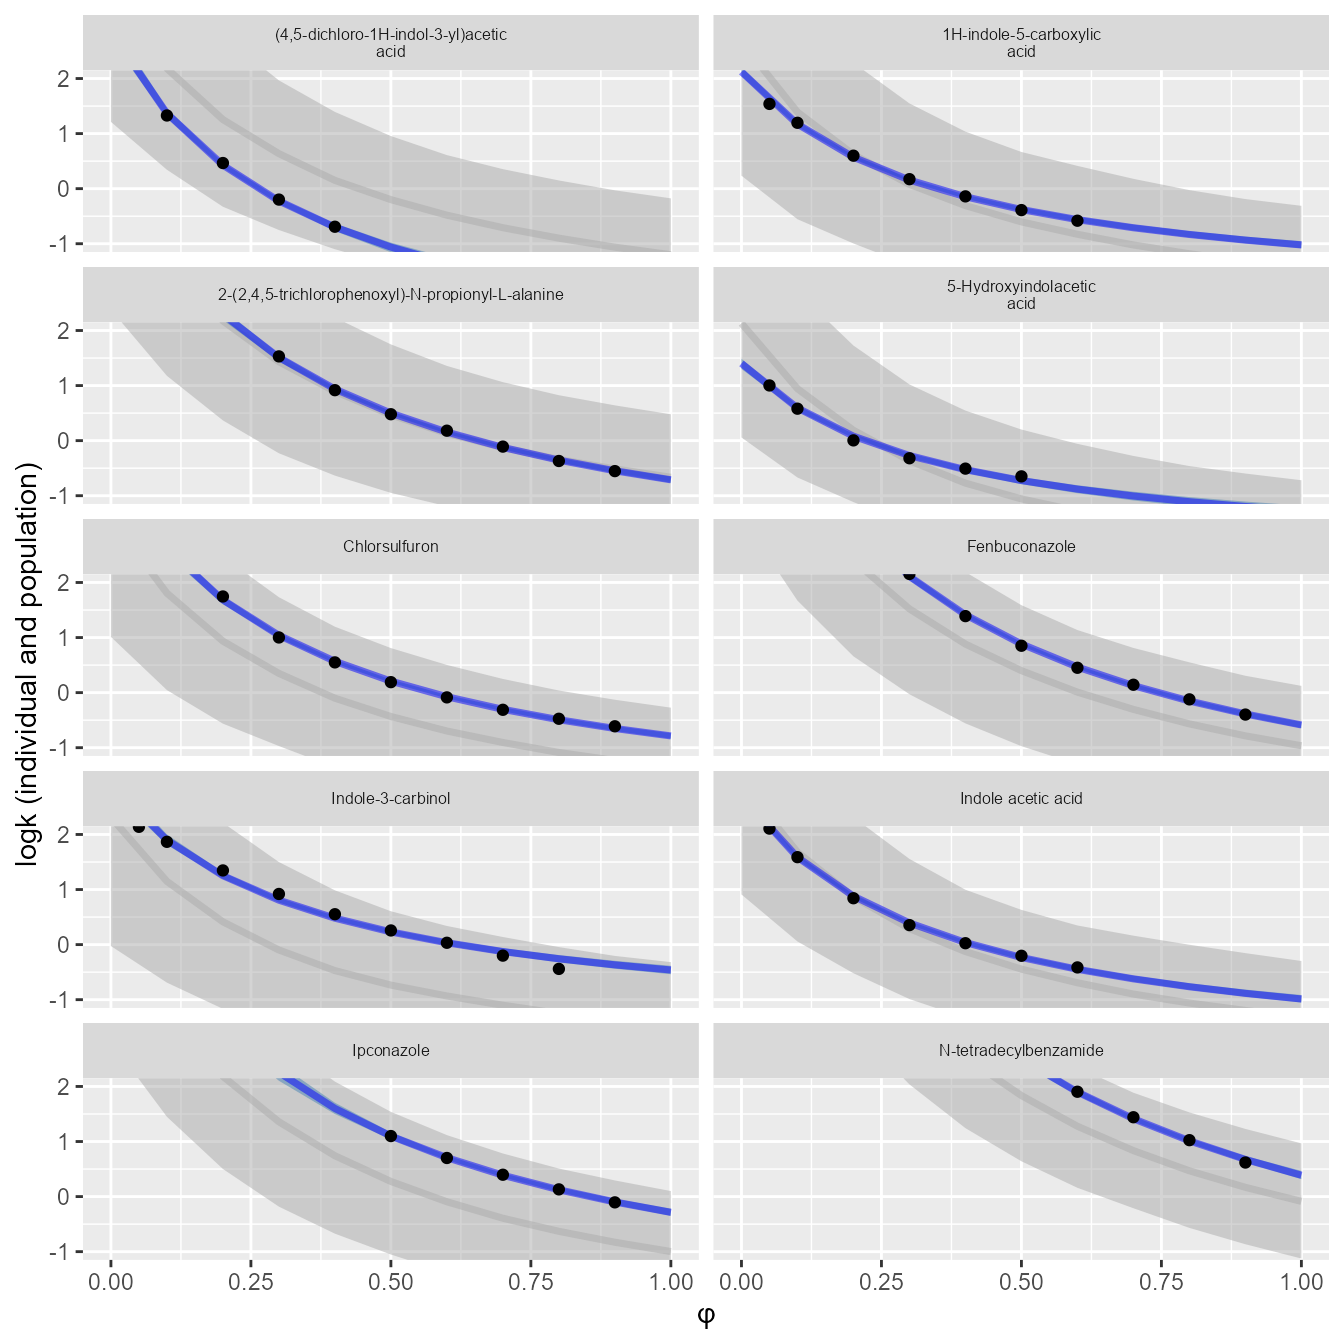 (4,5-dichloro-1H-indol-3-yl)acetic
acid
1H-indole-5-carboxylic
acid
2
1
0
-1
2-(2,4,5-trichlorophenoxyl)-N-propionyl-L-alanine
5-Hydroxyindolacetic
acid
2
1
0
-1
Chlorsulfuron
Fenbuconazole
2
1
0
-1
Indole-3-carbinol
Indole acetic acid
2
1
0
-1
Ipconazole
N-tetradecylbenzamide
2
1
0
-1
0.00 0.25 0.50 0.75 1.00 0.00 0.25 0.50 0.75 1.00
φ
logk (individual and population)